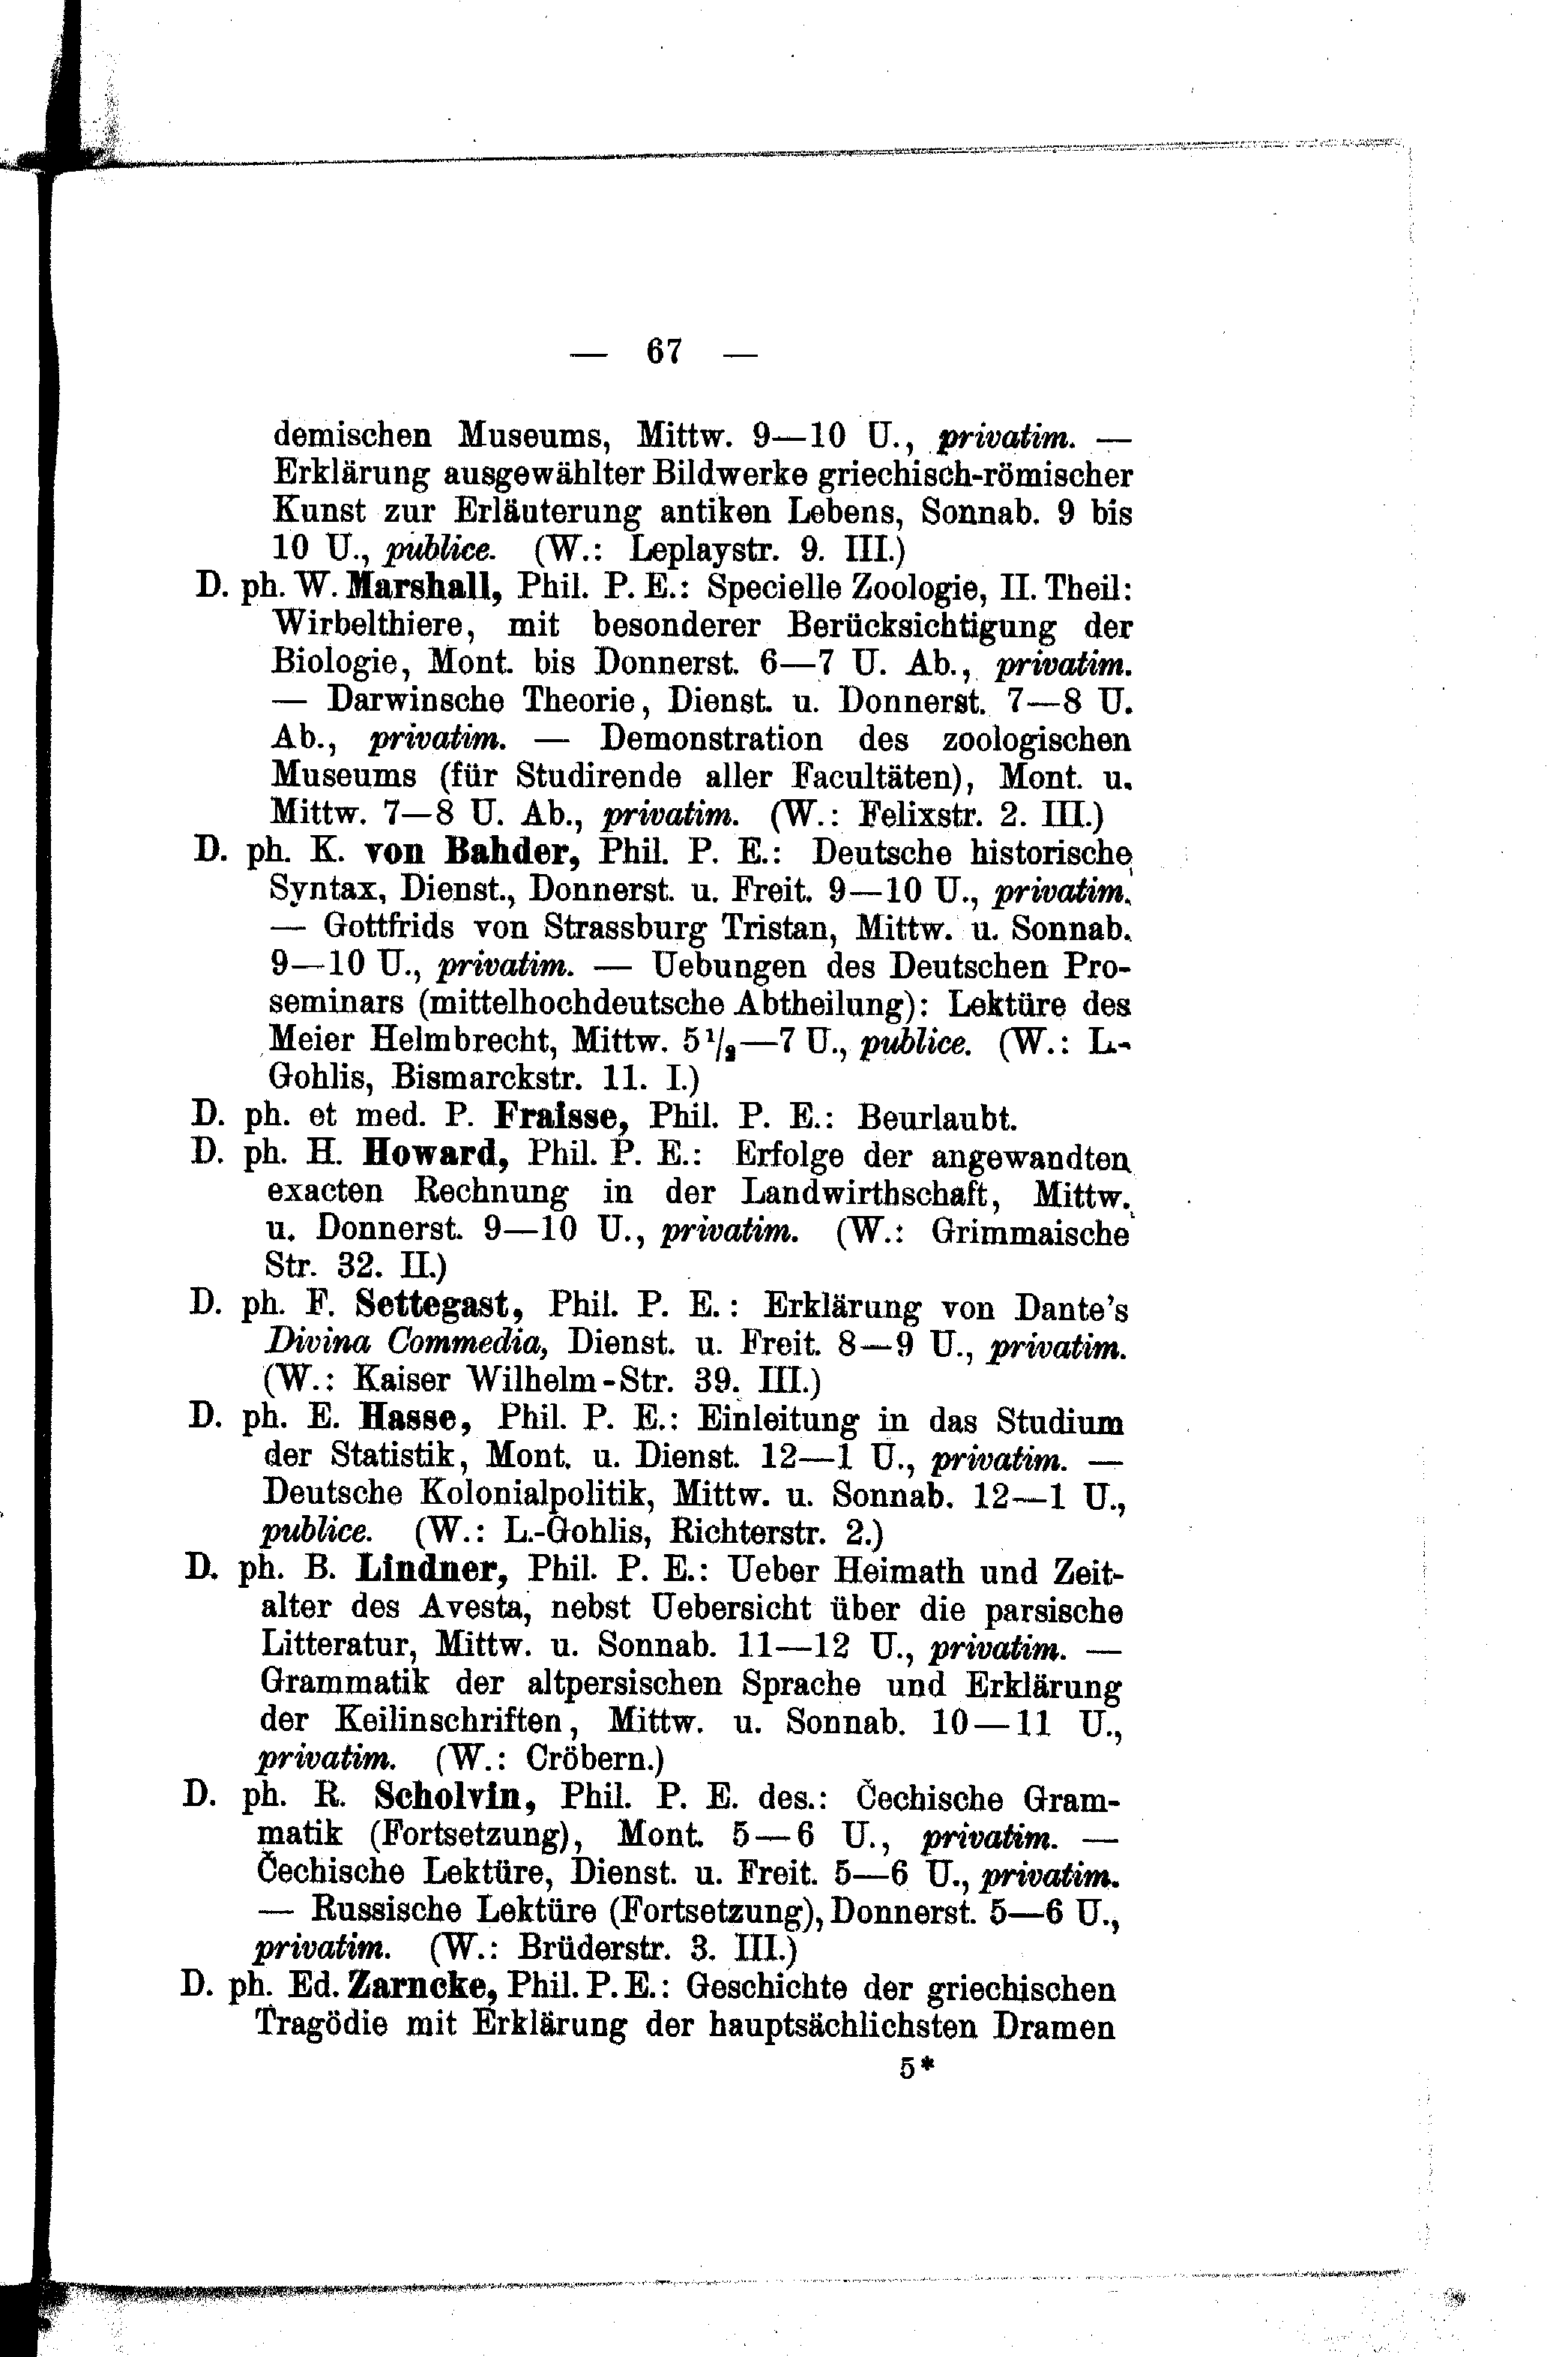 — 67 —
demischen Museums, Mittw. 9—10 U., privatim. —
Erklärung ausgewählter Bildwerke griechisch-römischer
Kunst zur Erläuterung antiken Lebens, Sonnab. 9 bis
10 U., publice. (W.: Leplaystr. 9. III.)
D. ph. W. Marshall, Phil. P. E.: Specielle Zoologie, II. Theil:
Wirbelthiere, mit besonderer Berücksichtigung der
Biologie, Mont. bis Donnerst. 6—7 U. Ab., privatim.
— Darwinsche Theorie, Dienst. u. Donnerst. 7—8 U.
Ab., privatim. — Demonstration des zoologischen
Museums (für Studirende aller Facultäten), Mont. u.
Mittw. 7—8 U. Ab., privatim. (W.: Felixstr. 2. III.)
D. ph. K. von Bahder, Phil. P. E.: Deutsche historische
Syntax, Dienst., Donnerst. u. Freit. 9—10 U., privatim.
— Gottfrids von Strassburg Tristan, Mittw. u. Sonnab.
9—10 U., privatim. — Uebungen des Deutschen Pro-
seminars (mittelhochdeutsche Abtheilung): Lektüre des
Meier Helmbrecht, Mittw. 5 1/2—7 U., publice. (W.: L.-
Gohlis, Bismarckstr. 11. I.)
D. ph. et med. P. Fraisse, Phil. P. E.: Beurlaubt.
D. ph. H. Howard, Phil. P. E.: Erfolge der angewandten
exacten Rechnung in der Landwirthschaft, Mittw.
u. Donnerst. 9—10 U., privatim. (W.: Grimmaische
Str. 32. II.)
D. ph. F. Settegast, Phil. P. E.: Erklärung von Dante's
Divina Commedia, Dienst. u. Freit. 8—9 U., privatim.
(W.: Kaiser Wilhelm-Str. 39. III.)
D. ph. E. Hasse, Phil. P. E.: Einleitung in das Studium
der Statistik, Mont. u. Dienst. 12—1 U., privatim. —
Deutsche Kolonialpolitik, Mittw. u. Sonnab. 12—1 U.,
publice. (W.: L.-Gohlis, Richterstr. 2.)
D. ph. B. Lindner, Phil. P. E.: Ueber Heimath und Zeit-
alter des Avesta, nebst Uebersicht über die parsische
Litteratur, Mittw. u. Sonnab. 11—12 U., privatim. —
Grammatik der altpersischen Sprache und Erklärung
der Keilinschriften, Mittw. u. Sonnab. 10—11 U.,
privatim. (W.: Cröbern.)
D. ph. R. Scholvin, Phil. P. E. des.: Čechische Gram-
matik (Fortsetzung), Mont. 5—6 U., privatim. —
Čechische Lektüre, Dienst. u. Freit. 5—6 U., privatim.
— Russische Lektüre (Fortsetzung), Donnerst. 5—6 U.,
privatim. (W.: Brüderstr. 3. III.)
D. ph. Ed. Zarncke, Phil. P. E.: Geschichte der griechischen
Tragödie mit Erklärung der hauptsächlichsten Dramen
5*